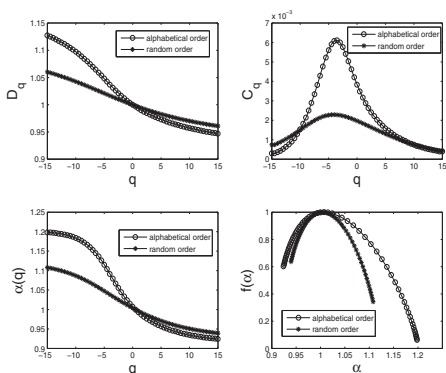 1.15
1.1
1.05
1
0.95
0.9
D_q
-15 -10 -5 0 5 10 15
q
alphabetical order
random order
× 10^-3
7
6
5
4
3
2
1
0
C_q
-15 -10 -5 0 5 10 15
q
alphabetical order
random order
1.25
1.2
1.15
1.1
1.05
1
0.95
0.9
α(q)
-15 -10 -5 0 5 10 15
q
alphabetical order
random order
1
0.8
0.6
0.4
0.2
0
f(α)
0.9 0.95 1 1.05 1.1 1.15 1.2
α
alphabetical order
random order